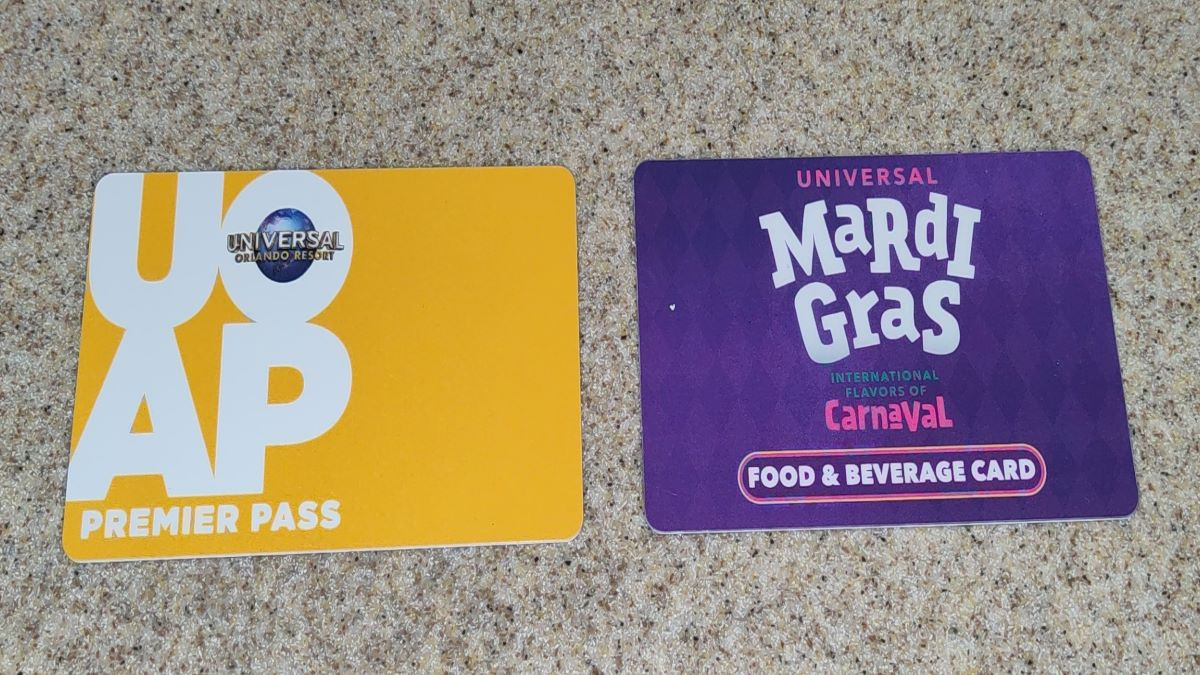 UO
AP
UNIVERSAL
ORLANDO RESORT
PREMIER PASS
UNIVERSAL
MaRdI
GraS
INTERNATIONAL
FLAVORS OF
CarnaVaL
FOOD & BEVERAGE CARD